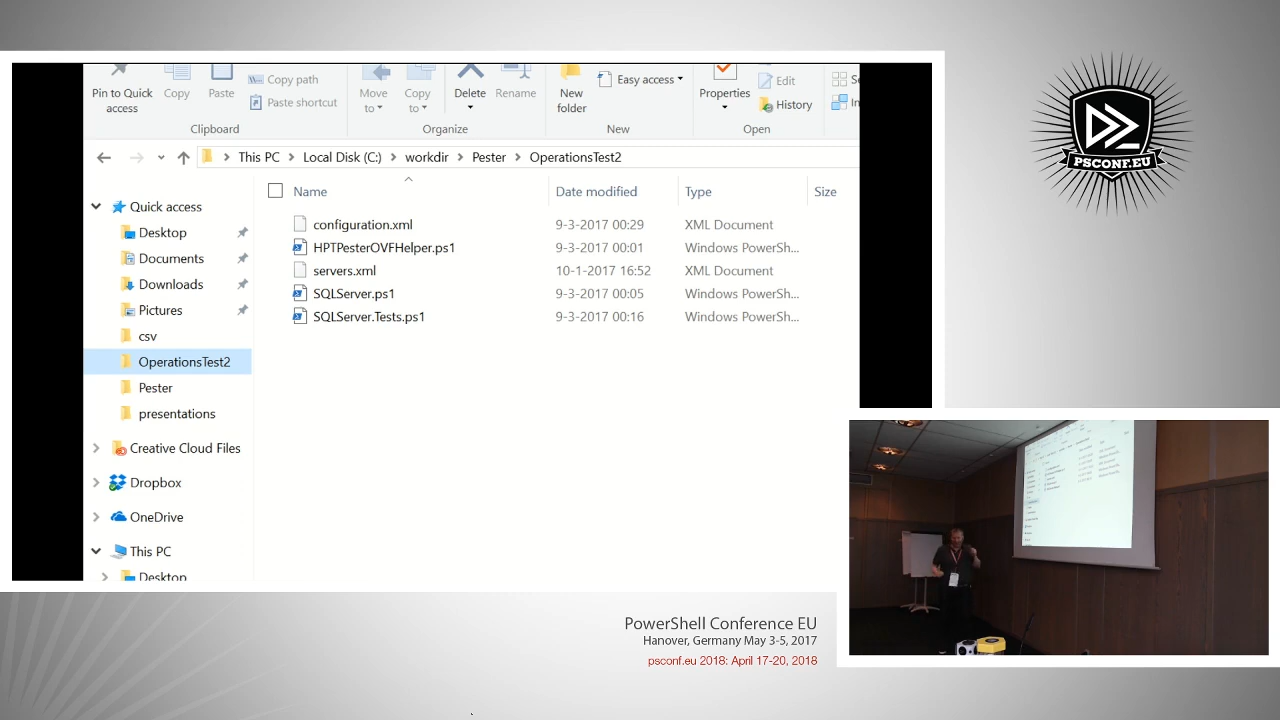 Pin to Quick access
Copy
Paste
Copy path
Paste shortcut
Clipboard
Move to
Copy to
Delete
Rename
Organize
New folder
Easy access
New
Properties
Edit
History
Open
This PC > Local Disk (C:) > workdir > Pester > OperationsTest2
Name Date modified Type Size
configuration.xml 9-3-2017 00:29 XML Document
HPTPesterOVFHelper.ps1 9-3-2017 00:01 Windows PowerSh...
servers.xml 10-1-2017 16:52 XML Document
SQLServer.ps1 9-3-2017 00:05 Windows PowerSh...
SQLServer.Tests.ps1 9-3-2017 00:16 Windows PowerSh...
Quick access
Desktop
Documents
Downloads
Pictures
csv
OperationsTest2
Pester
presentations
Creative Cloud Files
Dropbox
OneDrive
This PC
Desktop
PSCONF.EU
PowerShell Conference EU
Hanover, Germany May 3-5, 2017
psconf.eu 2018: April 17-20, 2018